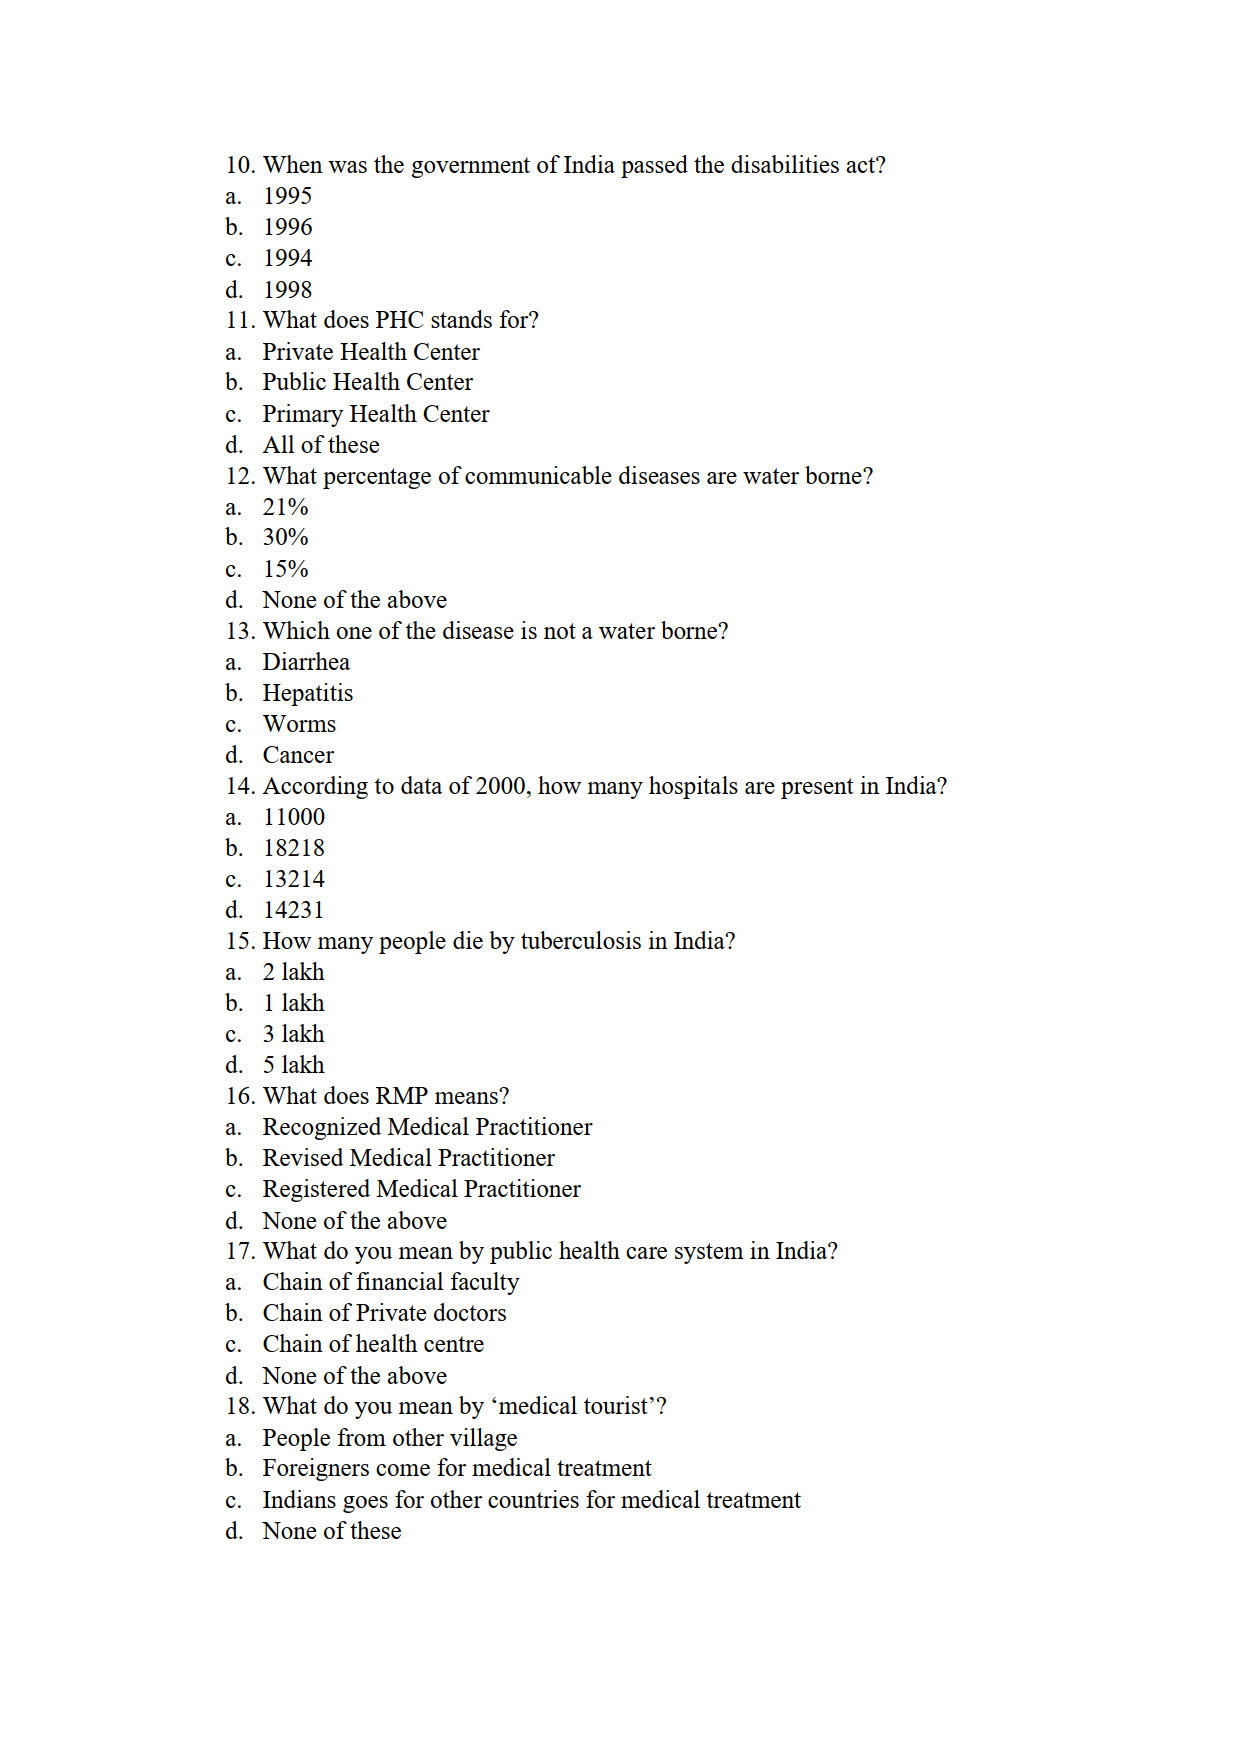 10. When was the government of India passed the disabilities act?
a. 1995
b. 1996
c. 1994
d. 1998
11. What does PHC stands for?
a. Private Health Center
b. Public Health Center
c. Primary Health Center
d. All of these
12. What percentage of communicable diseases are water borne?
a. 21%
b. 30%
c. 15%
d. None of the above
13. Which one of the disease is not a water borne?
a. Diarrhea
b. Hepatitis
c. Worms
d. Cancer
14. According to data of 2000, how many hospitals are present in India?
a. 11000
b. 18218
c. 13214
d. 14231
15. How many people die by tuberculosis in India?
a. 2 lakh
b. 1 lakh
c. 3 lakh
d. 5 lakh
16. What does RMP means?
a. Recognized Medical Practitioner
b. Revised Medical Practitioner
c. Registered Medical Practitioner
d. None of the above
17. What do you mean by public health care system in India?
a. Chain of financial faculty
b. Chain of Private doctors
c. Chain of health centre
d. None of the above
18. What do you mean by ‘medical tourist’?
a. People from other village
b. Foreigners come for medical treatment
c. Indians goes for other countries for medical treatment
d. None of these